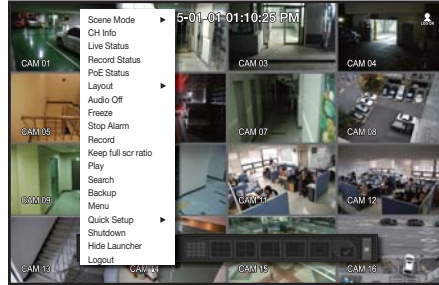 Scene Mode
CH Info
Live Status
Record Status
PoE Status
Layout
Audio Off
Freeze
Stop Alarm
Record
Keep full scr ratio
Play
Search
Backup
Menu
Quick Setup
Shutdown
Hide Launcher
Logout
5-01-01 01:10:25 PM
CAM 01
CAM 03
CAM 04
CAM 05
CAM 07
CAM 08
CAM 09
CAM 11
CAM 12
CAM 13
CAM 14
CAM 15
CAM 16